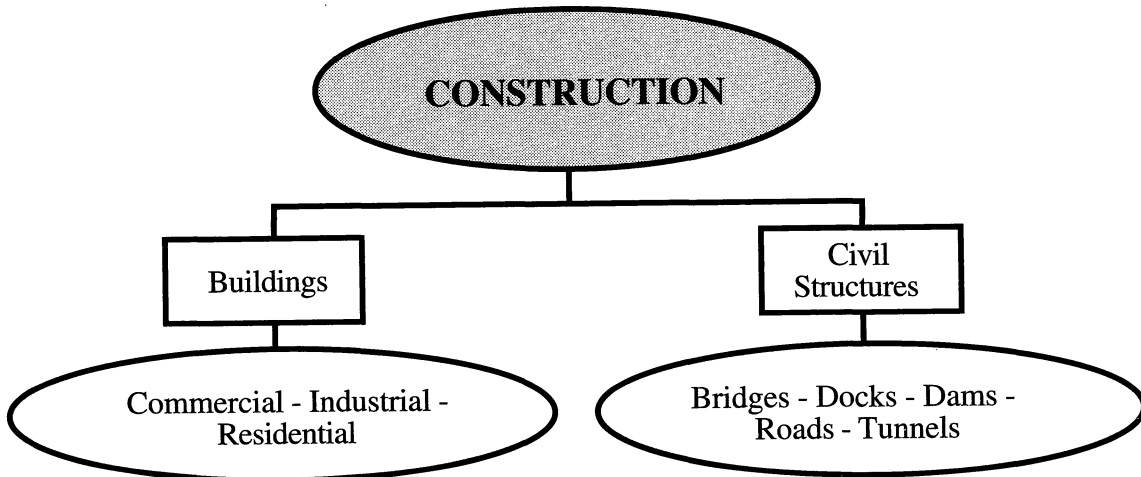 CONSTRUCTION
Buildings
Civil
Structures
Commercial - Industrial -
Residential
Bridges - Docks - Dams -
Roads - Tunnels